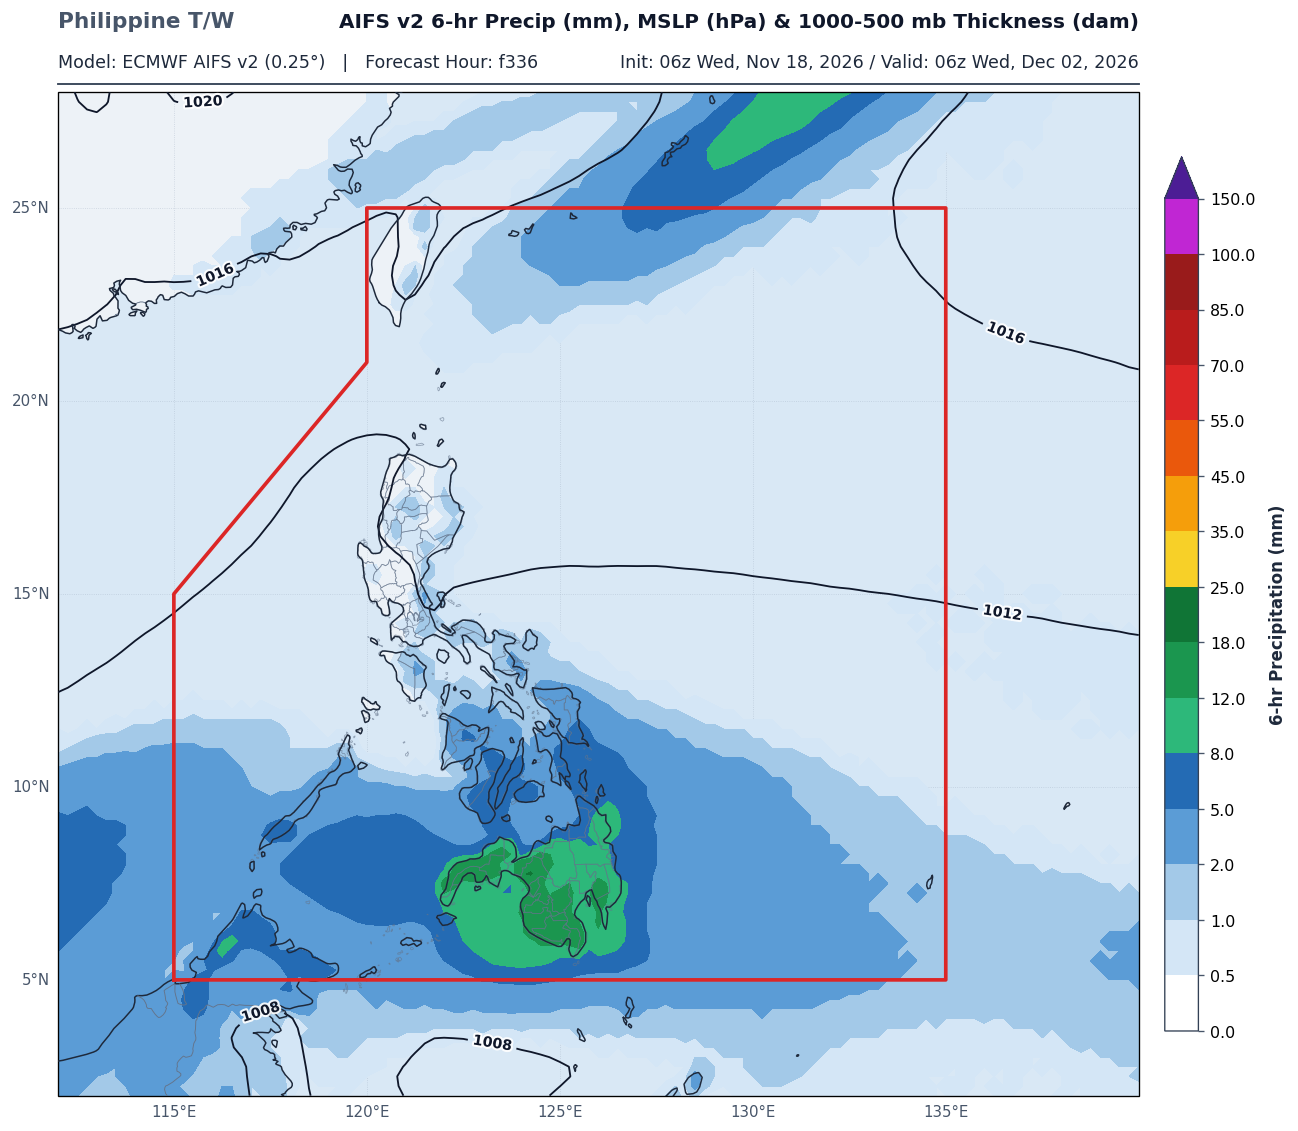 Philippine T/W
AIFS v2 6-hr Precip (mm), MSLP (hPa) & 1000-500 mb Thickness (dam)
Model: ECMWF AIFS v2 (0.25°) | Forecast Hour: f336
Init: 06z Wed, Nov 18, 2026 / Valid: 06z Wed, Dec 02, 2026
1020
25°N
1016
1016
20°N
15°N
1012
10°N
5°N
1008
1008
115°E
120°E
125°E
130°E
135°E
150.0
100.0
85.0
70.0
55.0
45.0
35.0
25.0
18.0
12.0
8.0
5.0
2.0
1.0
0.5
0.0
6-hr Precipitation (mm)